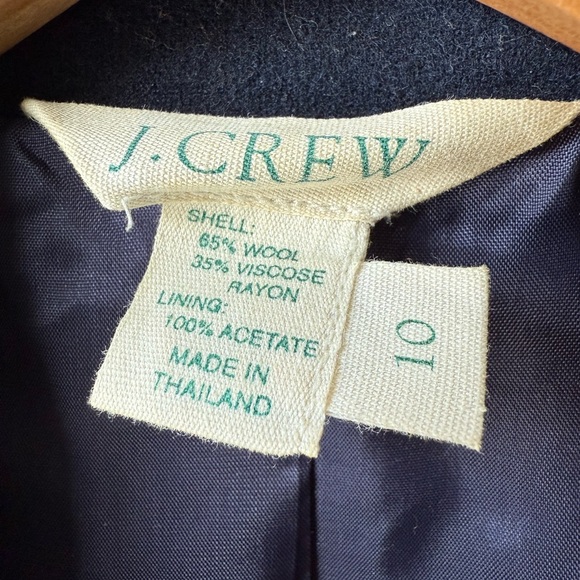 J. CREW
SHELL:
65% WOOL
35% VISCOSE
RAYON
LINING:
100% ACETATE
MADE IN
THAILAND
10